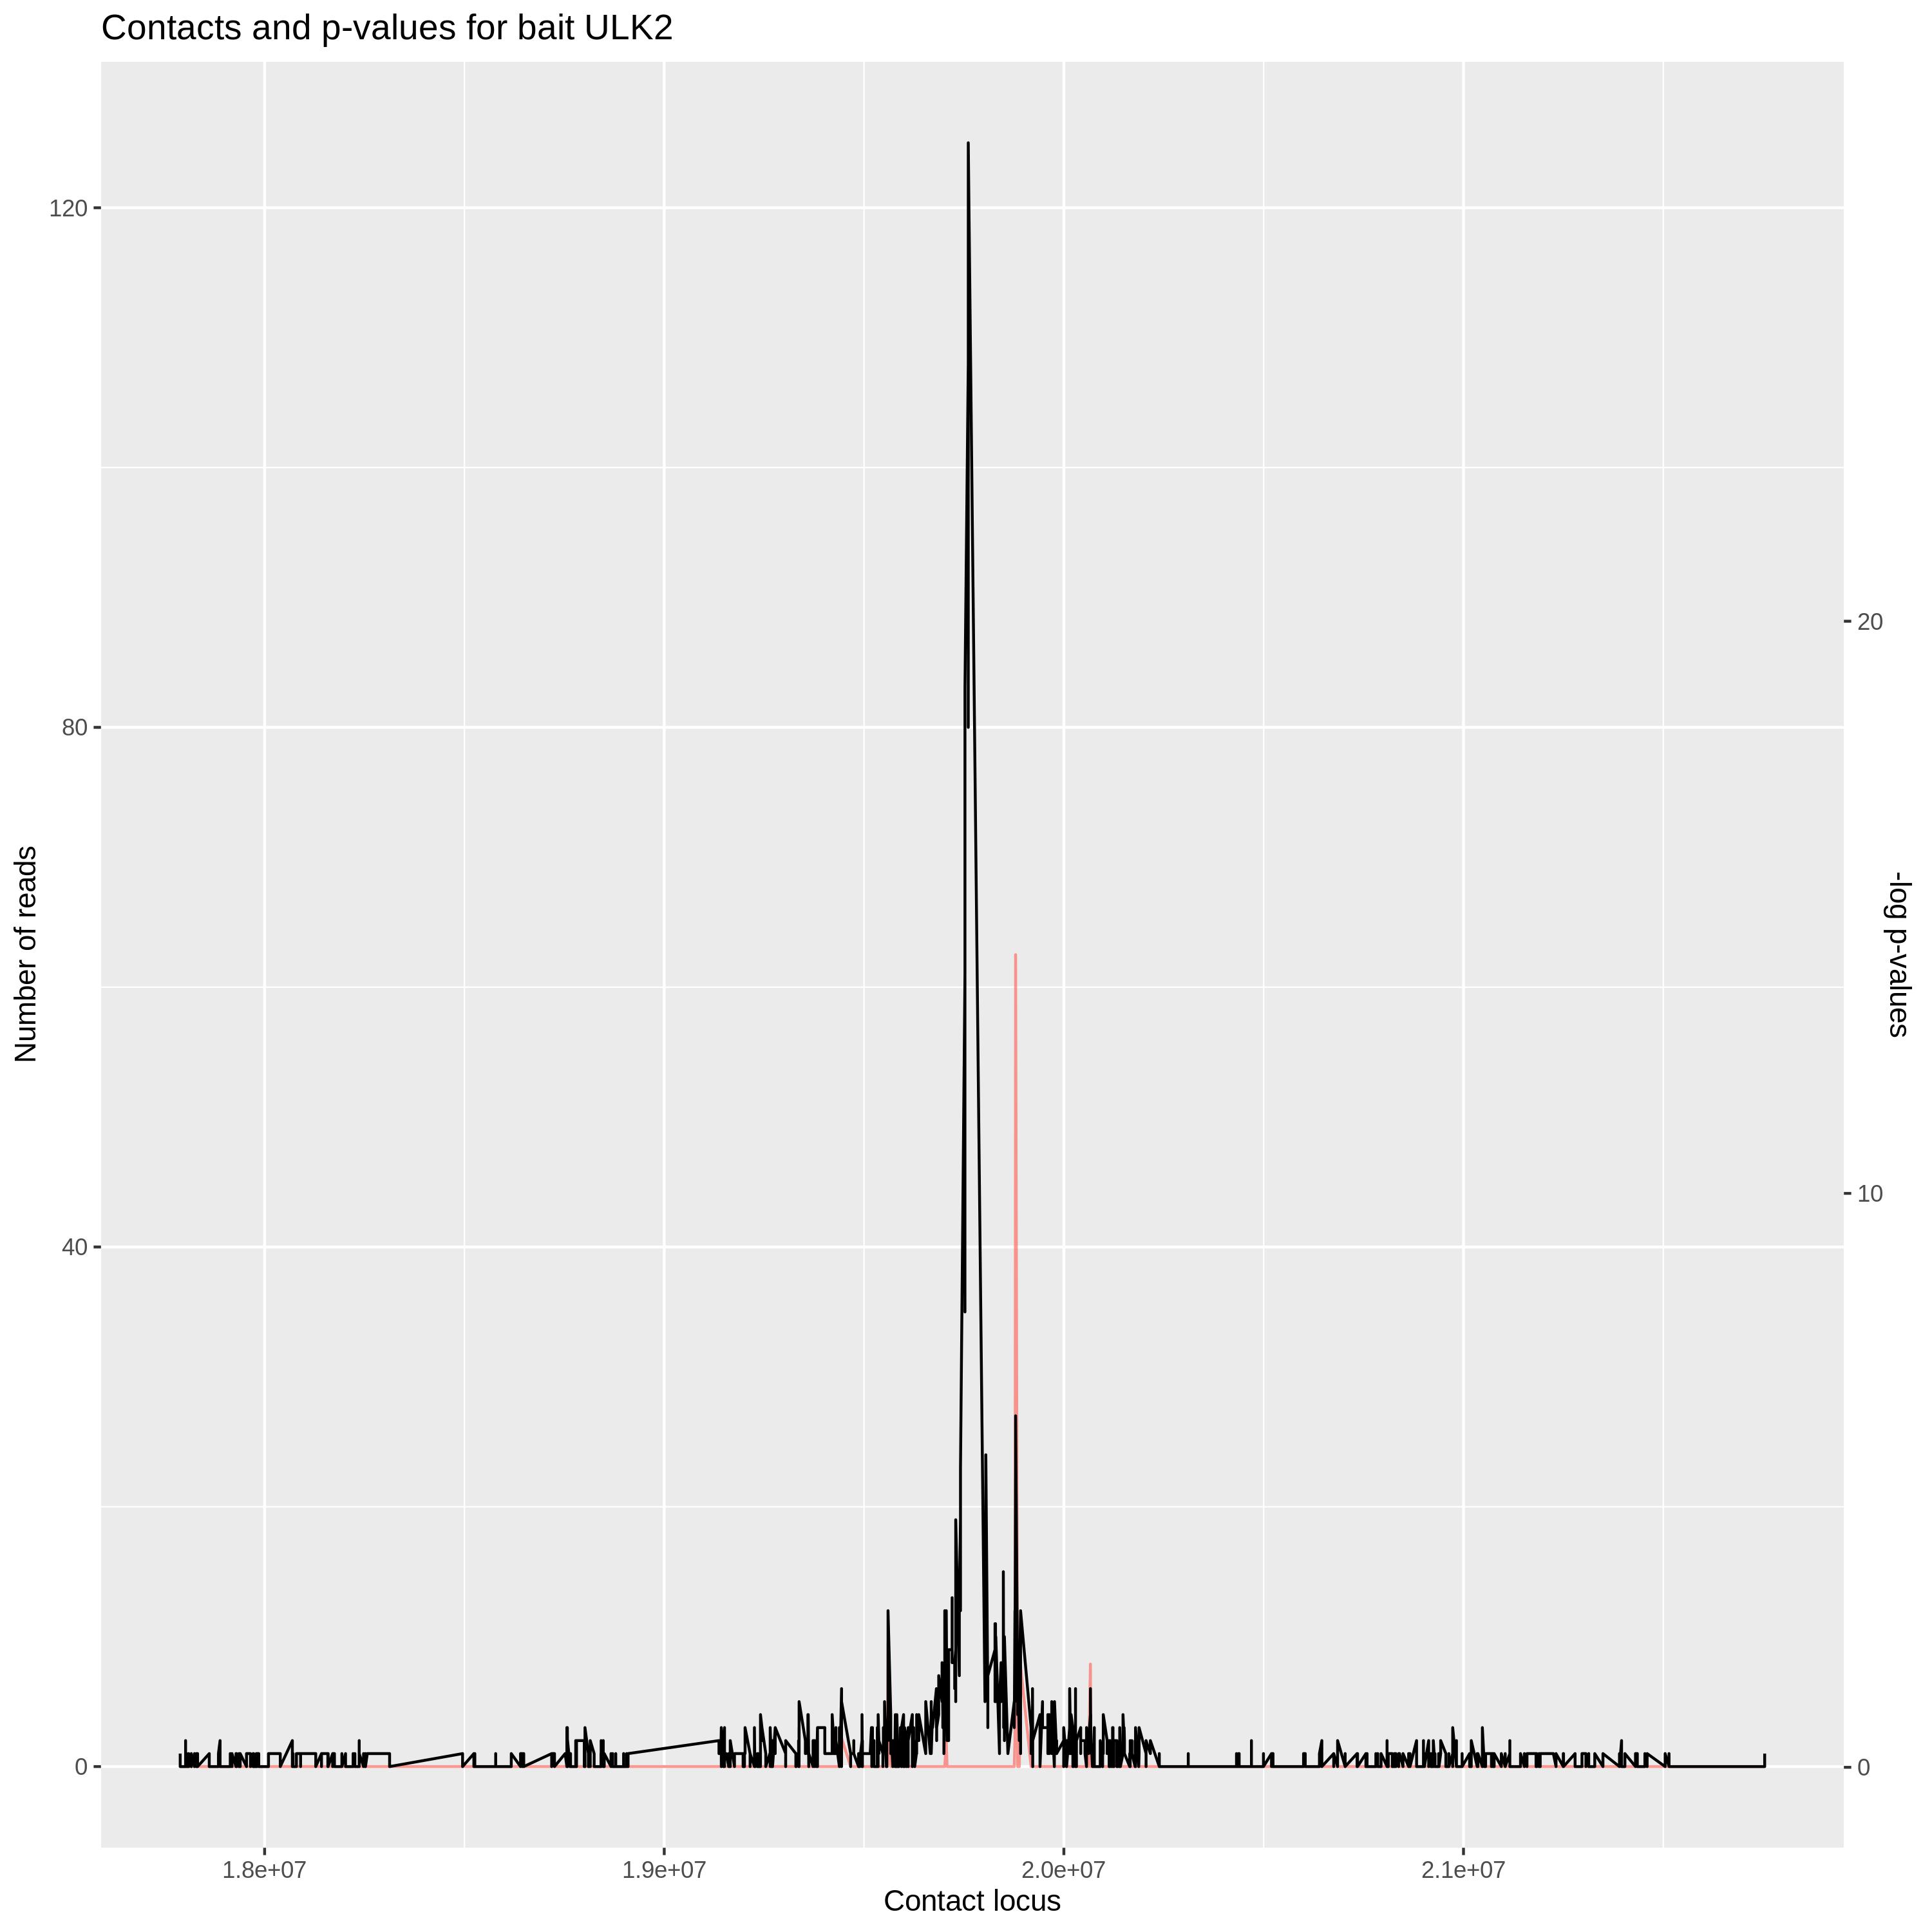 Contacts and p-values for bait ULK2
120
80
40
0
20
10
0
Number of reads
-log p-values
1.8e+07 1.9e+07 2.0e+07 2.1e+07
Contact locus